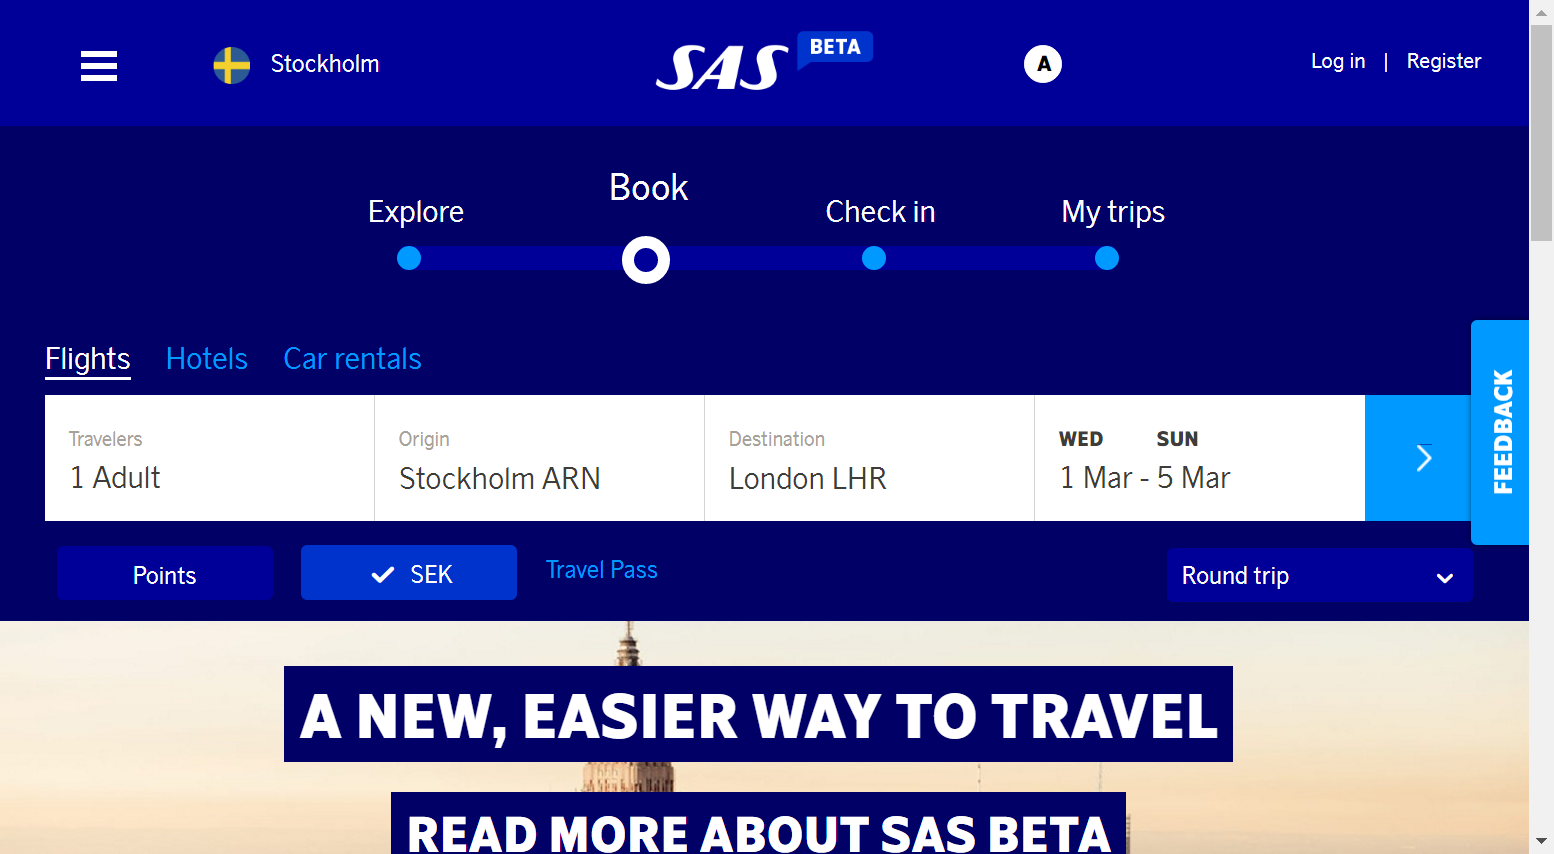 Stockholm
SAS
BETA
A
Log in | Register
Explore
Book
Check in
My trips
Flights
Hotels
Car rentals
Travelers
1 Adult
Origin
Stockholm ARN
Destination
London LHR
WED SUN
1 Mar - 5 Mar
FEEDBACK
Points
SEK
Travel Pass
Round trip
A NEW, EASIER WAY TO TRAVEL
READ MORE ABOUT SAS BETA